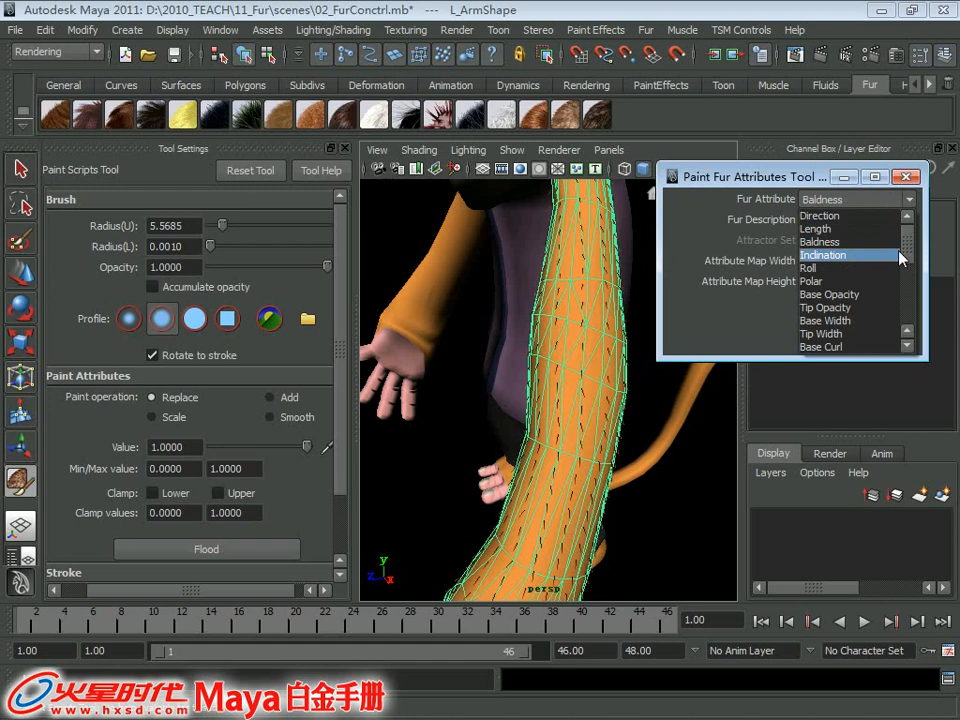 Autodesk Maya 2011: D:\2010_TEACH\11_Fur\scenes\02_FurConctrl.mb* --- L_ArmShape
File Edit Modify Create Display Window Assets Lighting/Shading Texturing Render Toon Stereo Paint Effects Fur Muscle TSM Controls Help
Rendering
General Curves Surfaces Polygons Subdivs Deformation Animation Dynamics Rendering PaintEffects Toon Muscle Fluids Fur H
Tool Settings
Paint Scripts Tool Reset Tool Tool Help
Brush
Radius(U): 5.5685
Radius(L): 0.0010
Opacity: 1.0000
Accumulate opacity
Profile:
Rotate to stroke
Paint Attributes
Paint operation: Replace Add
Scale Smooth
Value: 1.0000
Min/Max value: 0.0000 1.0000
Clamp: Lower Upper
Clamp values: 0.0000 1.0000
Flood
Stroke
View Shading Lighting Show Renderer Panels
y
z x
persp
Channel Box / Layer Editor
Paint Fur Attributes Tool ...
Fur Attribute Baldness
Fur Description
Attractor Set
Attribute Map Width
Attribute Map Height
Direction
Length
Baldness
Inclination
Roll
Polar
Base Opacity
Tip Opacity
Base Width
Tip Width
Base Curl
Display Render Anim
Layers Options Help
2 4 6 8 10 12 14 16 18 20 22 24 26 28 30 32 34 36 38 40 42 44 46 1.00
1.00 1.00 1 46 46.00 48.00 No Anim Layer No Character Set
火星时代 Maya 白金手册
www.hxsd.com